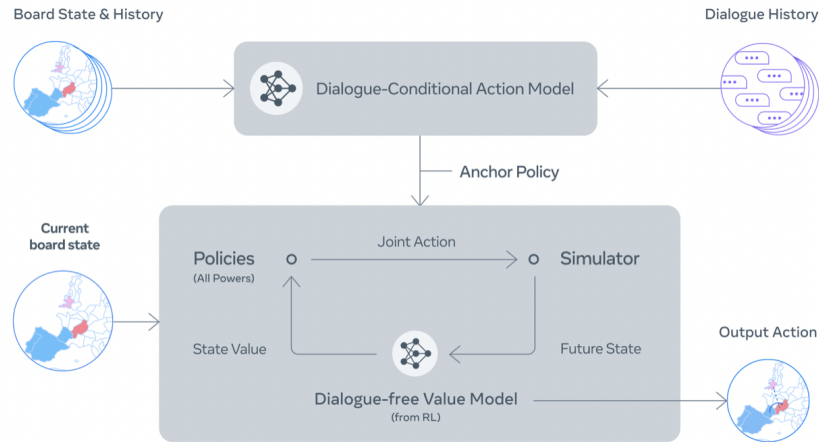 Board State & History
Dialogue History
Dialogue-Conditional Action Model
Anchor Policy
Current
board state
Policies
(All Powers)
Joint Action
Simulator
State Value
Future State
Dialogue-free Value Model
(from RL)
Output Action